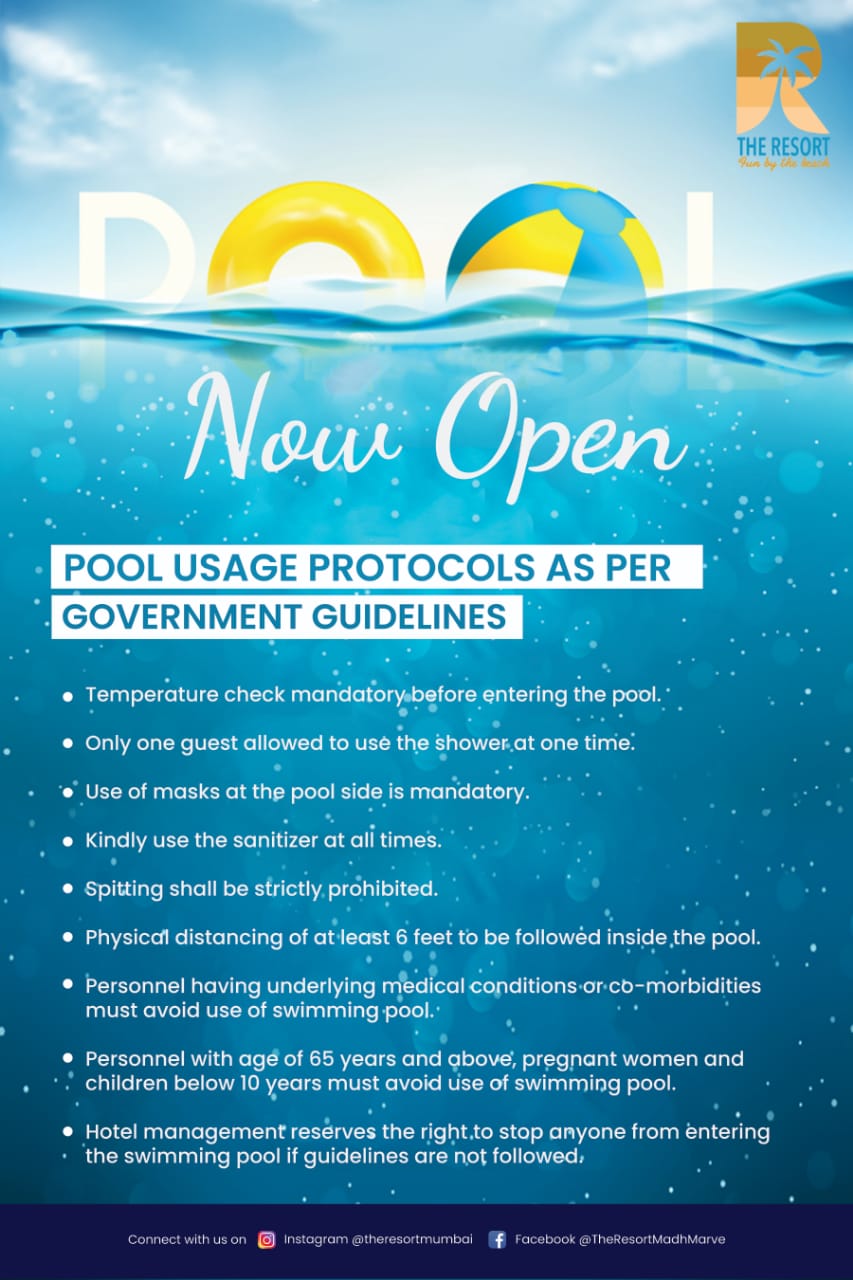 R
THE RESORT
Fun by the beach
POOL
Now Open
POOL USAGE PROTOCOLS AS PER
GOVERNMENT GUIDELINES
• Temperature check mandatory before entering the pool.
• Only one guest allowed to use the shower at one time.
• Use of masks at the pool side is mandatory.
• Kindly use the sanitizer at all times.
• Spitting shall be strictly prohibited.
• Physical distancing of at least 6 feet to be followed inside the pool.
• Personnel having underlying medical conditions or co-morbidities
must avoid use of swimming pool.
• Personnel with age of 65 years and above, pregnant women and
children below 10 years must avoid use of swimming pool.
• Hotel management reserves the right to stop anyone from entering
the swimming pool if guidelines are not followed.
Connect with us on Instagram @theresortmumbai Facebook @TheResortMadhMarve